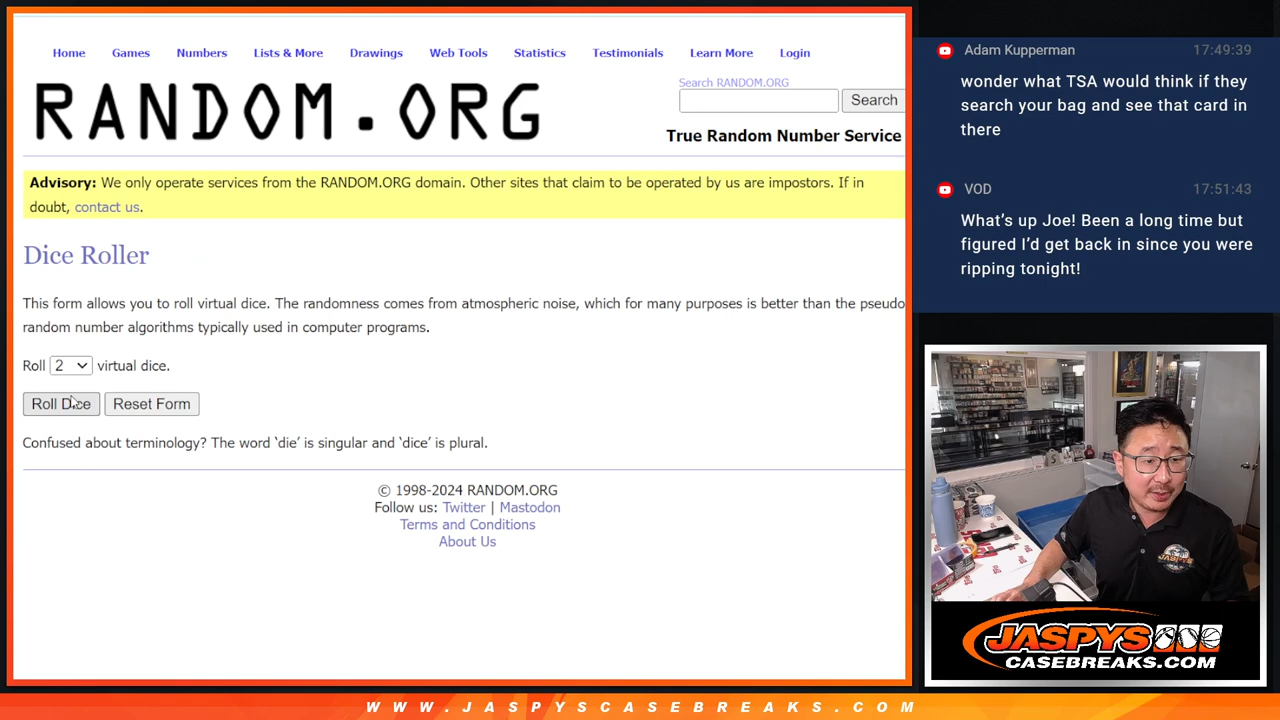 Home Games Numbers Lists & More Drawings Web Tools Statistics Testimonials Learn More Login
RANDOM.ORG
Search RANDOM.ORG
Search
True Random Number Service
Advisory: We only operate services from the RANDOM.ORG domain. Other sites that claim to be operated by us are impostors. If in
doubt, contact us.
Dice Roller
This form allows you to roll virtual dice. The randomness comes from atmospheric noise, which for many purposes is better than the pseudo
random number algorithms typically used in computer programs.
Roll 2 virtual dice.
Roll Dice Reset Form
Confused about terminology? The word ‘die’ is singular and ‘dice’ is plural.
© 1998-2024 RANDOM.ORG
Follow us: Twitter | Mastodon
Terms and Conditions
About Us
Adam Kupperman 17:49:39
wonder what TSA would think if they
search your bag and see that card in
there
VOD 17:51:43
What’s up Joe! Been a long time but
figured I’d get back in since you were
ripping tonight!
JASPYS
JASPYS
CASEBREAKS.COM
WWW.JASPYSCASEBREAKS.COM